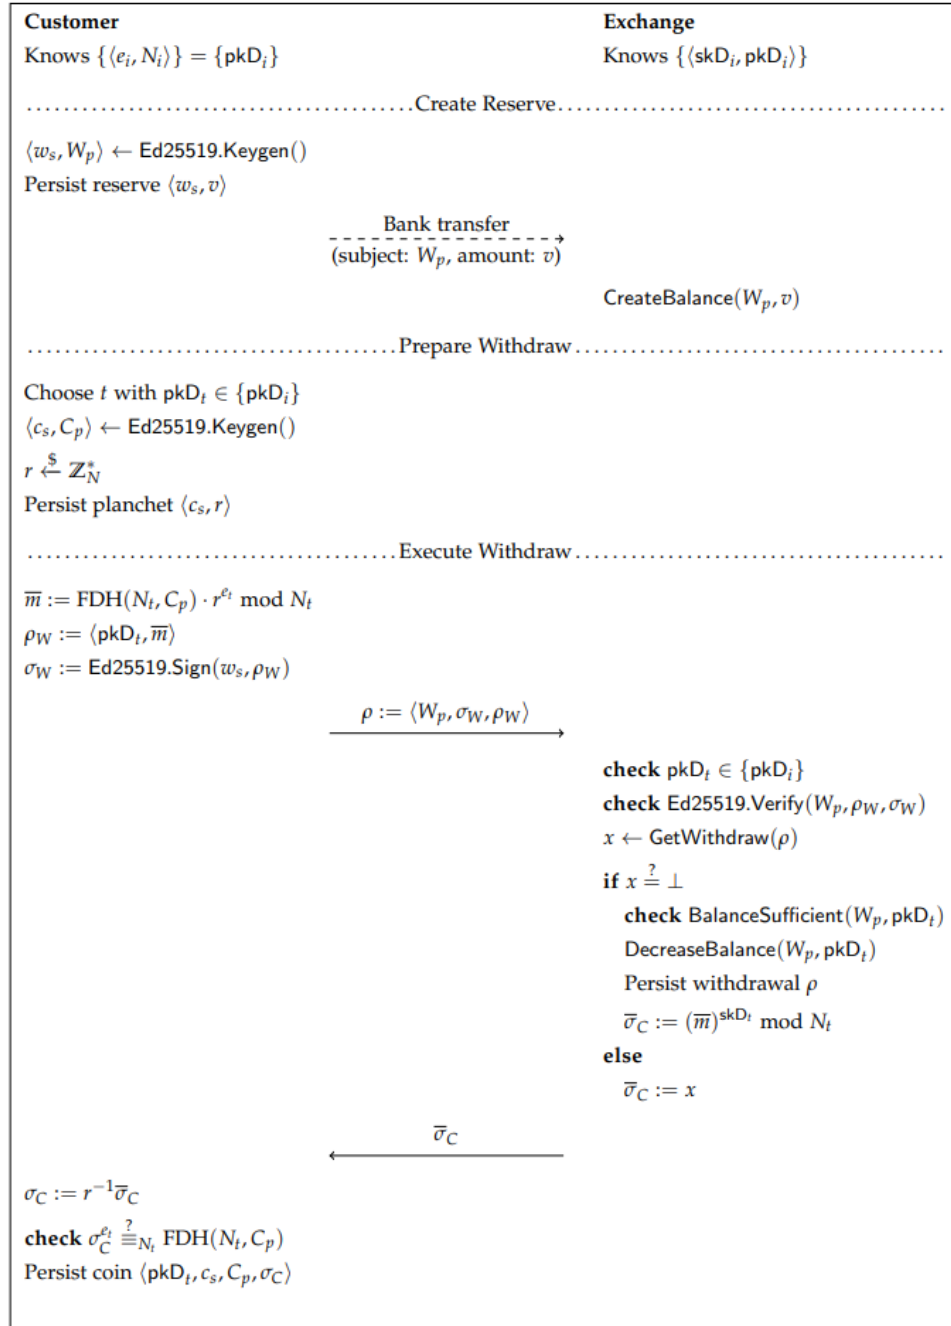 Customer Exchange
Knows {⟨e_i, N_i⟩} = {pkD_i} Knows {⟨skD_i, pkD_i⟩}
Create Reserve
⟨w_s, W_p⟩ ← Ed25519.Keygen()
Persist reserve ⟨w_s, v⟩
Bank transfer
(subject: W_p, amount: v)
CreateBalance(W_p, v)
Prepare Withdraw
Choose t with pkD_t ∈ {pkD_i}
⟨c_s, C_p⟩ ← Ed25519.Keygen()
r ←$ ℤ*_N
Persist planchet ⟨c_s, r⟩
Execute Withdraw
m̅ := FDH(N_t, C_p) · r^{e_t} mod N_t
ρ_W := ⟨pkD_t, m̅⟩
σ_W := Ed25519.Sign(w_s, ρ_W)
ρ := ⟨W_p, σ_W, ρ_W⟩
check pkD_t ∈ {pkD_i}
check Ed25519.Verify(W_p, ρ_W, σ_W)
x ← GetWithdraw(ρ)
if x ≟ ⊥
check BalanceSufficient(W_p, pkD_t)
DecreaseBalance(W_p, pkD_t)
Persist withdrawal ρ
σ̅_C := (m̅)^{skD_t} mod N_t
else
σ̅_C := x
σ̅_C
σ_C := r^{−1}σ̅_C
check σ_C^{e_t} ≡?_{N_t} FDH(N_t, C_p)
Persist coin ⟨pkD_t, c_s, C_p, σ_C⟩